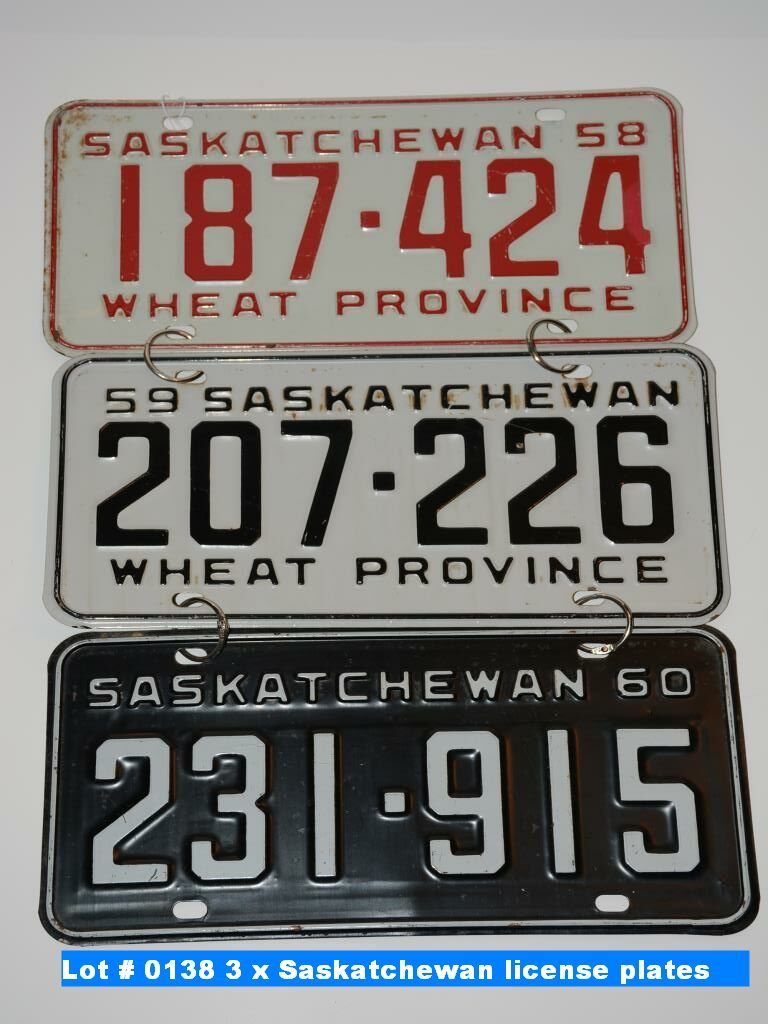 SASKATCHEWAN 58
187·424
WHEAT PROVINCE
59 SASKATCHEWAN
207·226
WHEAT PROVINCE
SASKATCHEWAN 60
231·915
Lot # 0138 3 x Saskatchewan license plates